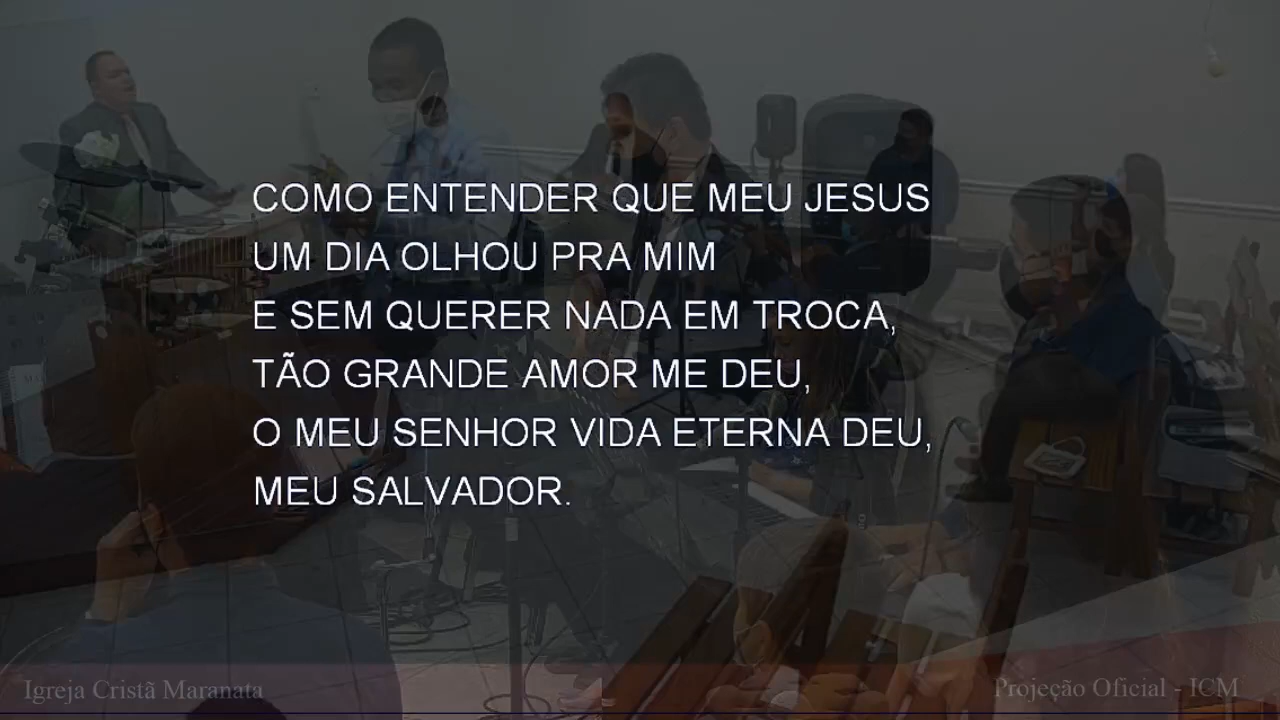 COMO ENTENDER QUE MEU JESUS
UM DIA OLHOU PRA MIM
E SEM QUERER NADA EM TROCA,
TÃO GRANDE AMOR ME DEU,
O MEU SENHOR VIDA ETERNA DEU,
MEU SALVADOR.
Igreja Cristã Maranata
Projeção Oficial - ICM